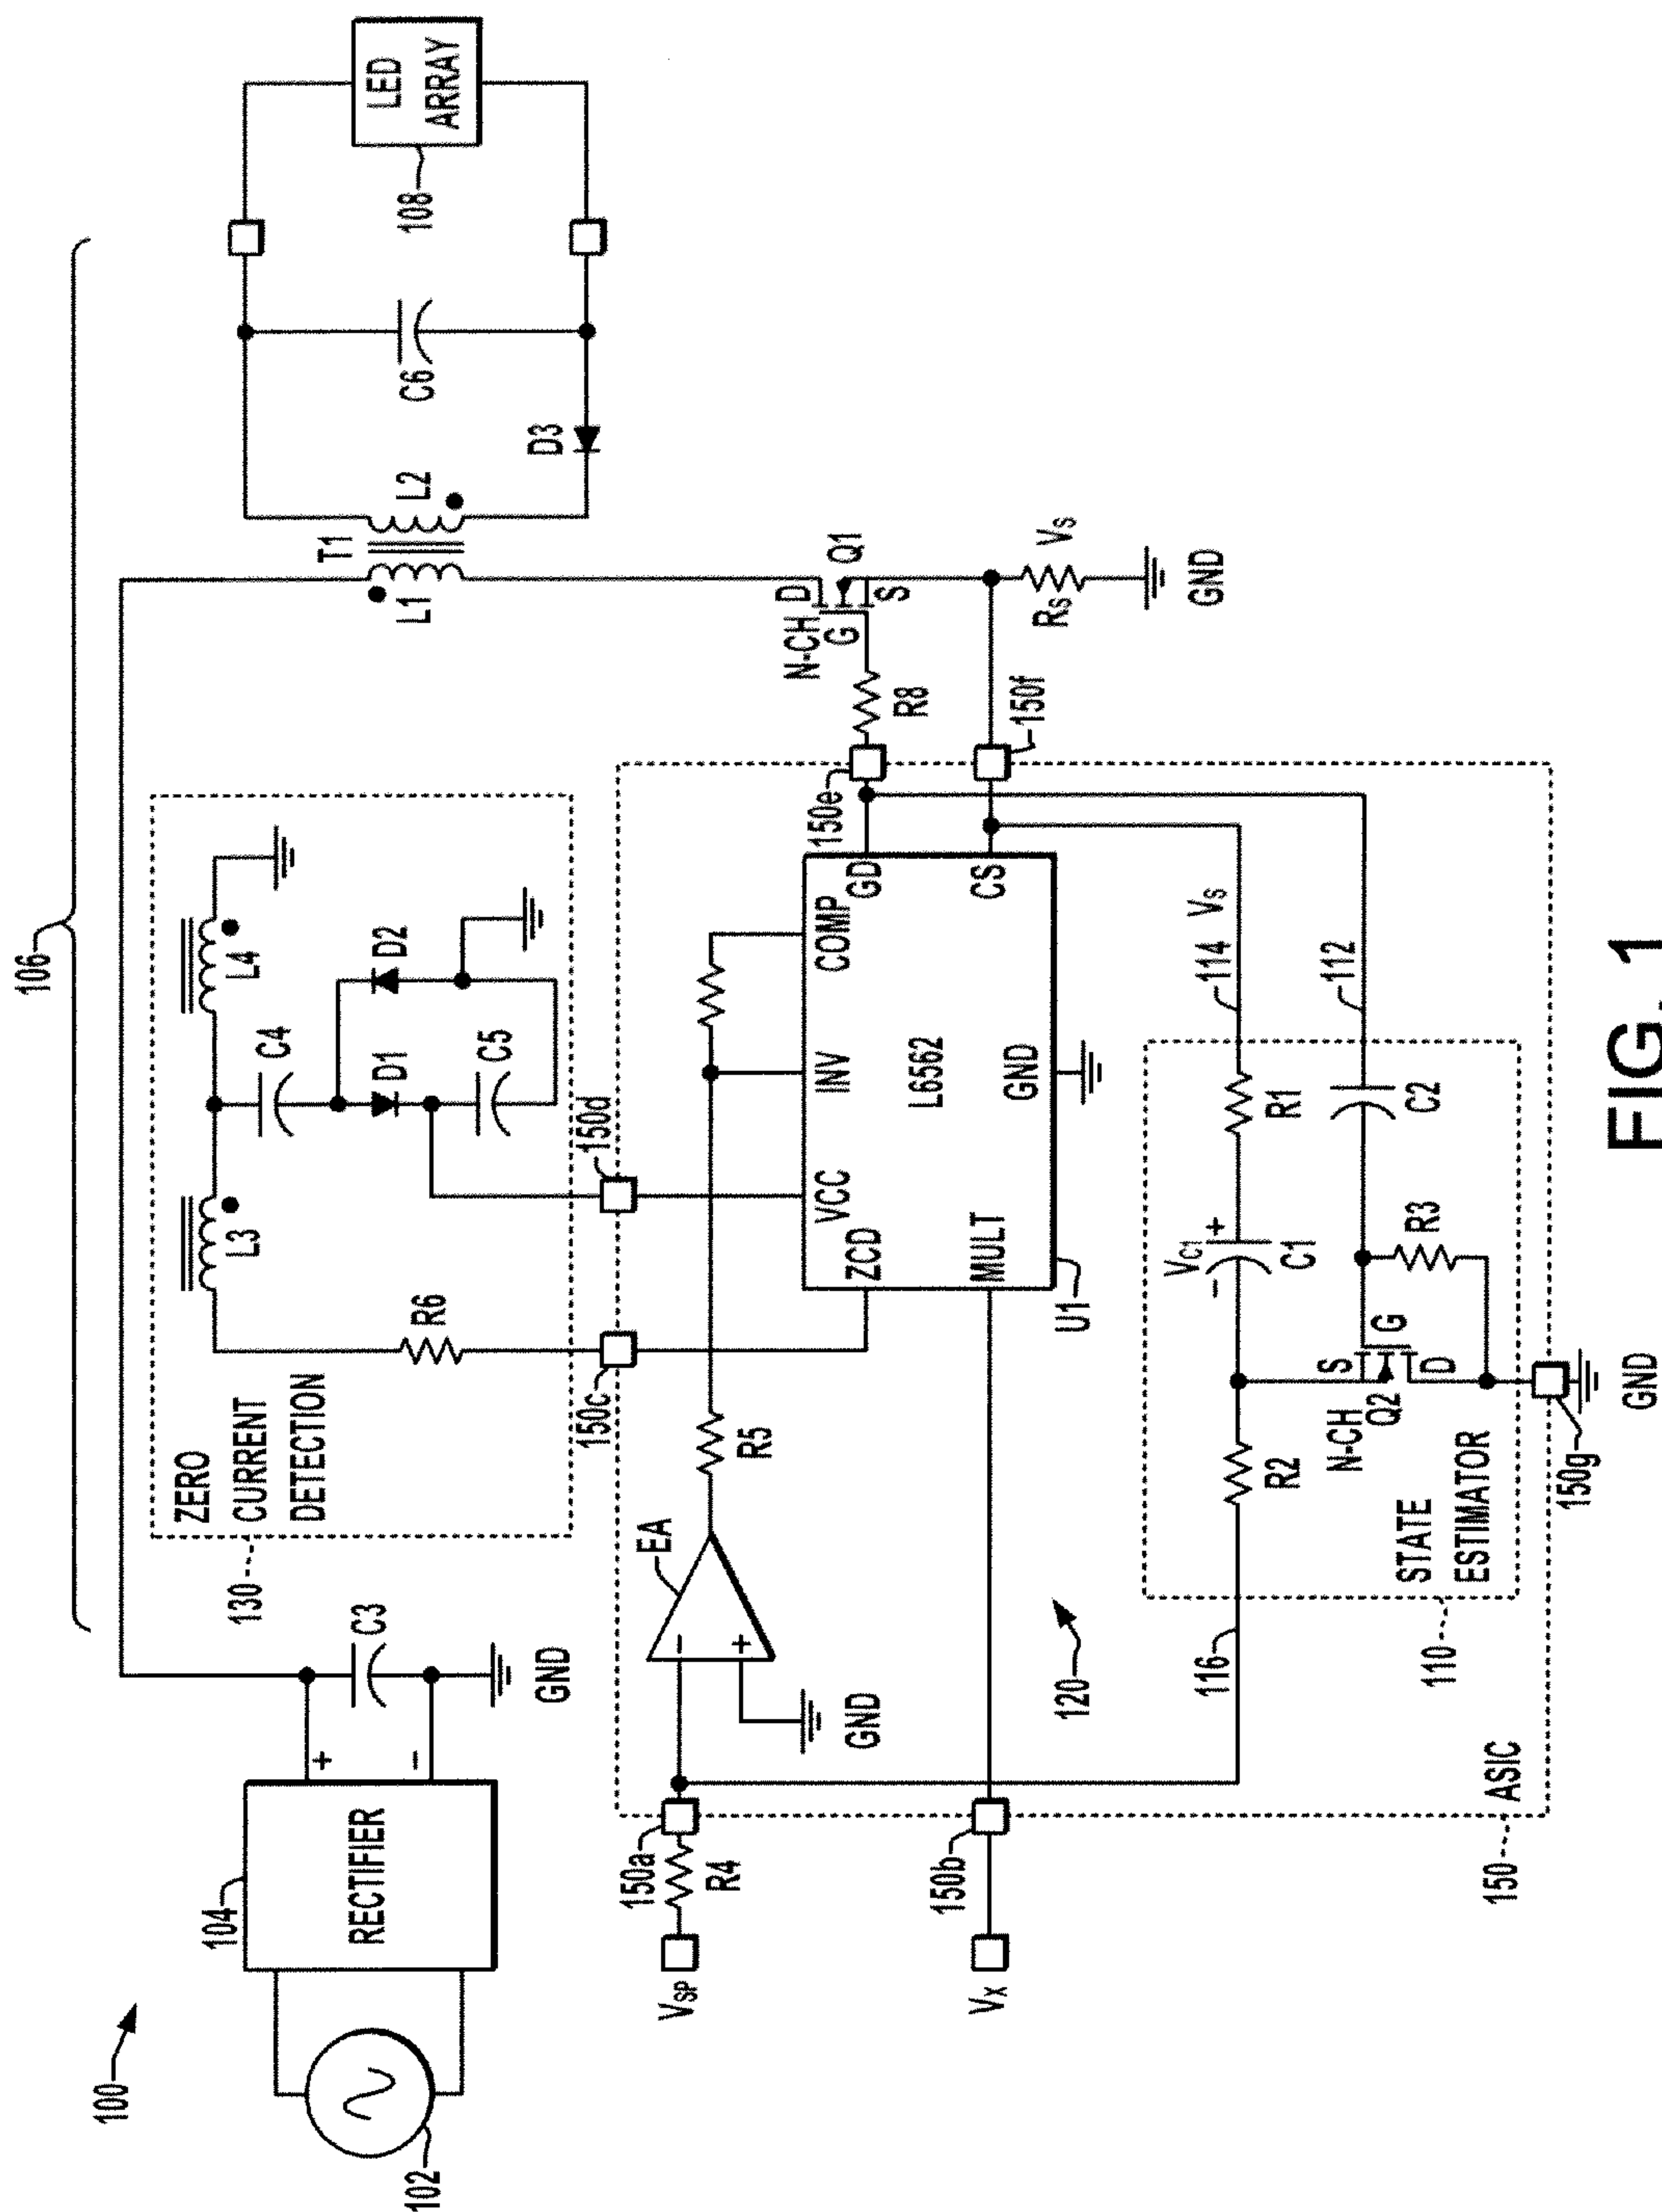 100
102
104
RECTIFIER
+
−
C3
GND
106
ZERO
CURRENT
DETECTION
130
L3
L4
R6
C4
D1
D2
C5
T1
L1
L2
D3
C6
108
LED
ARRAY
N-CH
D
G
S
Q1
R8
RS
VS
GND
VSP
R4
150a
VX
150b
150c
150d
150e
150f
EA
−
+
GND
R5
ZCD
VCC
INV
COMP
GD
CS
MULT
GND
L6562
U1
120
116
114
VS
112
R2
VC1
−
+
C1
R1
C2
R3
N-CH
Q2
S
G
D
STATE
ESTIMATOR
110
150g
GND
150
ASIC
FIG. 1